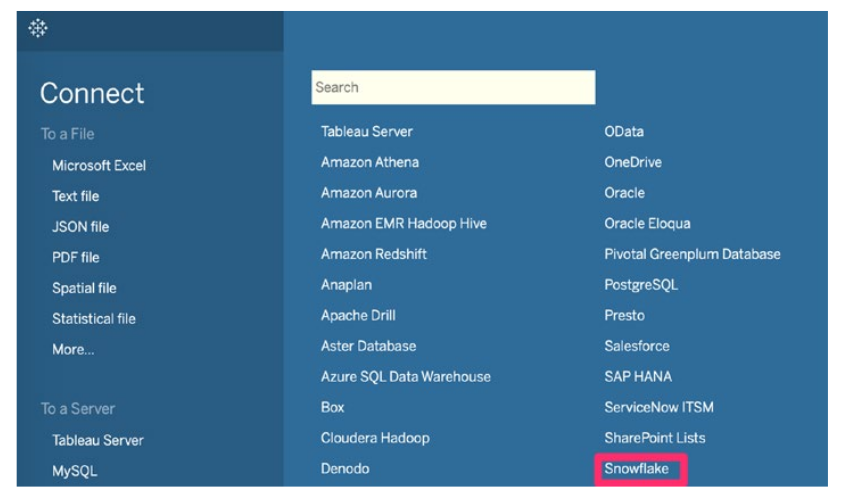 Connect
To a File
Microsoft Excel
Text file
JSON file
PDF file
Spatial file
Statistical file
More...
To a Server
Tableau Server
MySQL
Search
Tableau Server
Amazon Athena
Amazon Aurora
Amazon EMR Hadoop Hive
Amazon Redshift
Anaplan
Apache Drill
Aster Database
Azure SQL Data Warehouse
Box
Cloudera Hadoop
Denodo
OData
OneDrive
Oracle
Oracle Eloqua
Pivotal Greenplum Database
PostgreSQL
Presto
Salesforce
SAP HANA
ServiceNow ITSM
SharePoint Lists
Snowflake